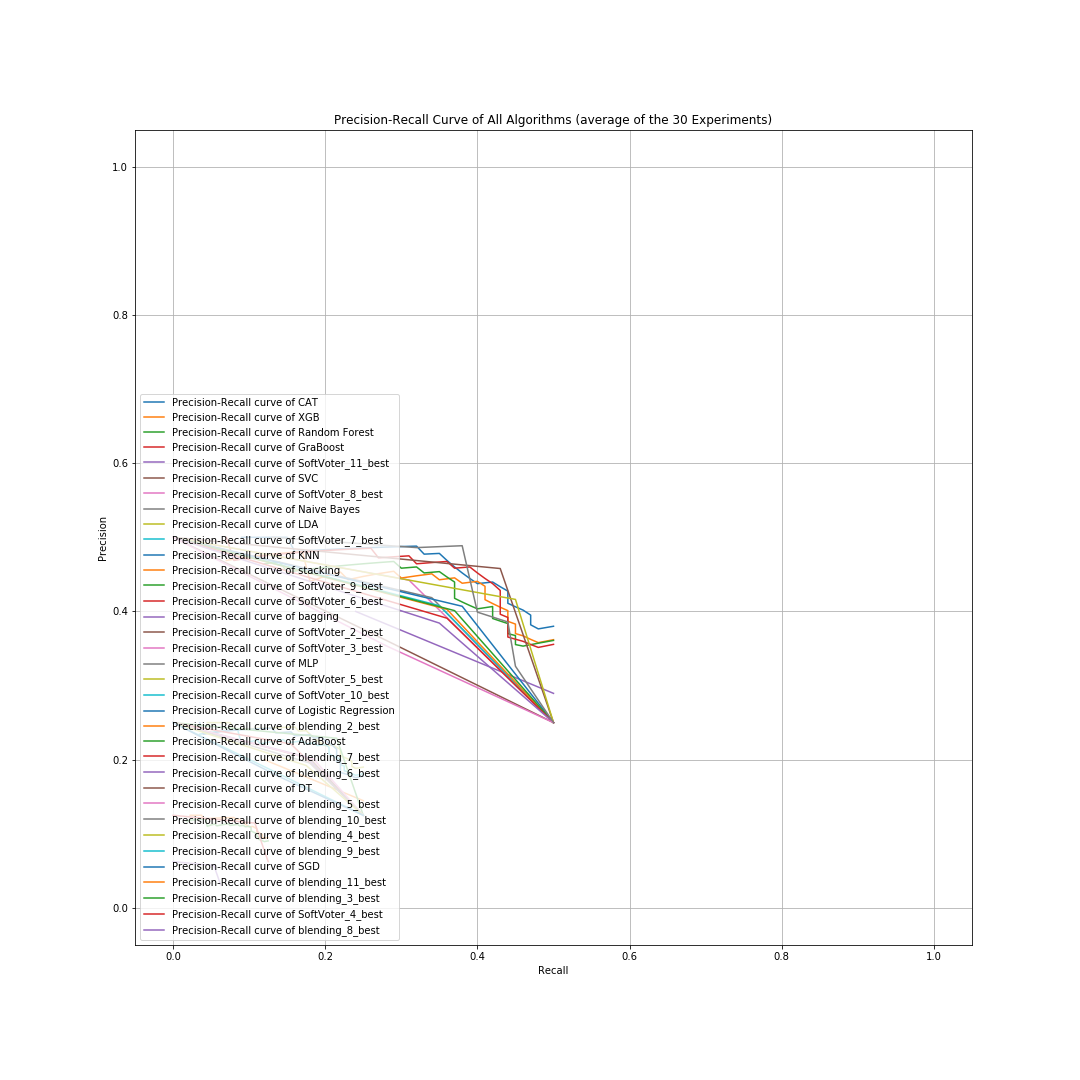 Precision-Recall Curve of All Algorithms (average of the 30 Experiments)
1.0
0.8
0.6
0.4
0.2
0.0
Precision
Precision-Recall curve of CAT
Precision-Recall curve of XGB
Precision-Recall curve of Random Forest
Precision-Recall curve of GraBoost
Precision-Recall curve of SoftVoter_11_best
Precision-Recall curve of SVC
Precision-Recall curve of SoftVoter_8_best
Precision-Recall curve of Naive Bayes
Precision-Recall curve of LDA
Precision-Recall curve of SoftVoter_7_best
Precision-Recall curve of KNN
Precision-Recall curve of stacking
Precision-Recall curve of SoftVoter_9_best
Precision-Recall curve of SoftVoter_6_best
Precision-Recall curve of bagging
Precision-Recall curve of SoftVoter_2_best
Precision-Recall curve of SoftVoter_3_best
Precision-Recall curve of MLP
Precision-Recall curve of SoftVoter_5_best
Precision-Recall curve of SoftVoter_10_best
Precision-Recall curve of Logistic Regression
Precision-Recall curve of blending_2_best
Precision-Recall curve of AdaBoost
Precision-Recall curve of blending_7_best
Precision-Recall curve of blending_6_best
Precision-Recall curve of DT
Precision-Recall curve of blending_5_best
Precision-Recall curve of blending_10_best
Precision-Recall curve of blending_4_best
Precision-Recall curve of blending_9_best
Precision-Recall curve of SGD
Precision-Recall curve of blending_11_best
Precision-Recall curve of blending_3_best
Precision-Recall curve of SoftVoter_4_best
Precision-Recall curve of blending_8_best
0.0 0.2 0.4 0.6 0.8 1.0
Recall